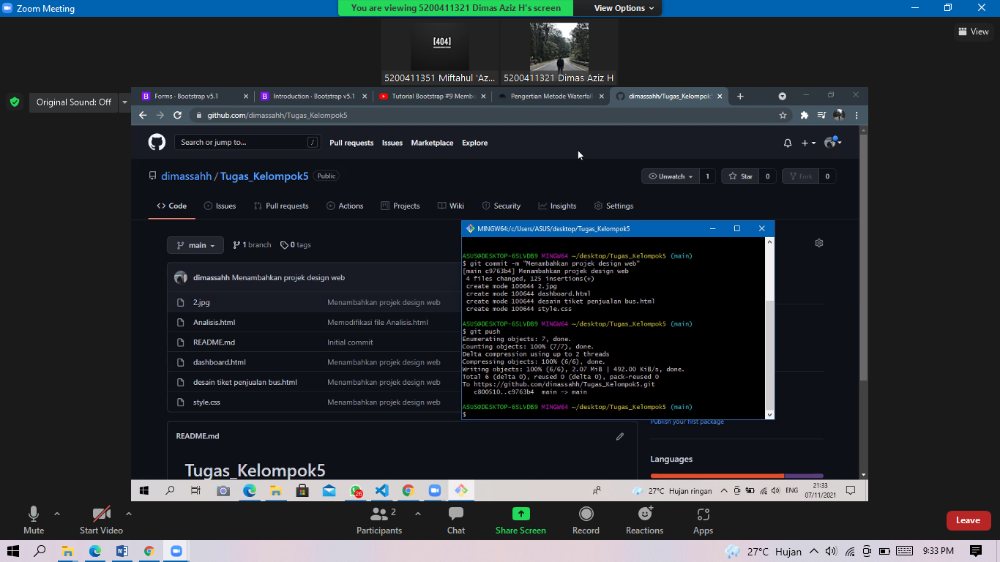 Zoom Meeting
You are viewing 5200411321 Dimas Aziz H's screen
View Options
View
[404]
5200411351 Miftahul 'Az...
5200411321 Dimas Aziz H
Original Sound: Off
Forms · Bootstrap v5.1
Introduction · Bootstrap v5.1
Tutorial Bootstrap #9 Membu
Pengertian Metode Waterfall
dimassahh/Tugas_Kelompok5
github.com/dimassahh/Tugas_Kelompok5
Search or jump to...
/
Pull requests
Issues
Marketplace
Explore
dimassahh / Tugas_Kelompok5
Public
Unwatch 1
Star 0
Fork 0
Code
Issues
Pull requests
Actions
Projects
Wiki
Security
Insights
Settings
main
1 branch
0 tags
dimassahh Menambahkan projek design web
2.jpg Menambahkan projek design web
Analisis.html Memodifikasi file Analisis.html
README.md Initial commit
dashboard.html Menambahkan projek design web
desain tiket penjualan bus.html Menambahkan projek design web
style.css Menambahkan projek design web
README.md
Tugas_Kelompok5
MINGW64:/c/Users/ASUS/desktop/Tugas_Kelompok5
ASUS@DESKTOP-6SLVDB9 MINGW64 ~/desktop/Tugas_Kelompok5 (main)
$ git commit -m "Menambahkan projek design web"
[main c9763b4] Menambahkan projek design web
4 files changed, 125 insertions(+)
create mode 100644 2.jpg
create mode 100644 dashboard.html
create mode 100644 desain tiket penjualan bus.html
create mode 100644 style.css
ASUS@DESKTOP-6SLVDB9 MINGW64 ~/desktop/Tugas_Kelompok5 (main)
$ git push
Enumerating objects: 7, done.
Counting objects: 100% (7/7), done.
Delta compression using up to 2 threads
Compressing objects: 100% (6/6), done.
Writing objects: 100% (6/6), 2.07 MiB | 492.00 KiB/s, done.
Total 6 (delta 0), reused 0 (delta 0), pack-reused 0
To https://github.com/dimassahh/Tugas_Kelompok5.git
c800510..c9763b4 main -> main
ASUS@DESKTOP-6SLVDB9 MINGW64 ~/desktop/Tugas_Kelompok5 (main)
$
Publish your first package
Languages
26
27°C Hujan ringan
ENG
21:33
07/11/2021
Mute
Start Video
Participants
2
Chat
Share Screen
Record
Reactions
Apps
Leave
27°C Hujan
9:33 PM